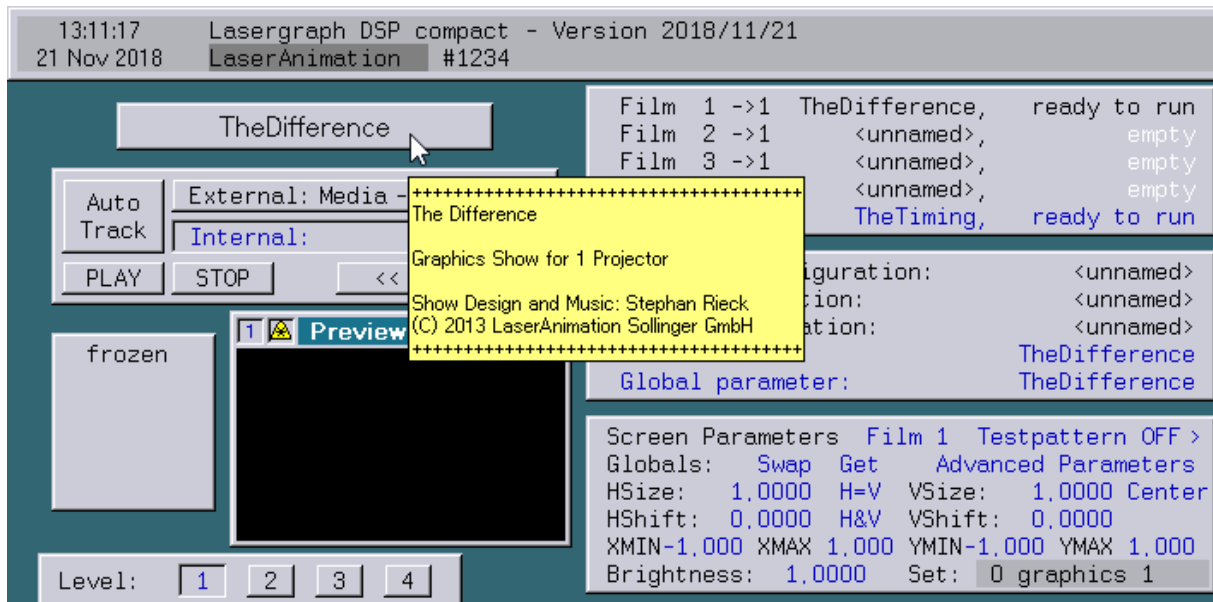 13:11:17 Lasergraph DSP compact - Version 2018/11/21
21 Nov 2018 LaserAnimation #1234
TheDifference
Auto Track
External: Media -
Internal:
PLAY STOP <<
frozen
1 Preview
++++++++++++++++++++++++++++++++++++++
The Difference
Graphics Show for 1 Projector
Show Design and Music: Stephan Rieck
(C) 2013 LaserAnimation Sollinger GmbH
++++++++++++++++++++++++++++++++++++++
Level: 1 2 3 4
Film 1 ->1 TheDifference, ready to run
Film 2 ->1 <unnamed>, empty
Film 3 ->1 <unnamed>, empty
<unnamed>, empty
TheTiming, ready to run
iguration: <unnamed>
tion: <unnamed>
ation: <unnamed>
TheDifference
Global parameter: TheDifference
Screen Parameters Film 1 Testpattern OFF >
Globals: Swap Get Advanced Parameters
HSize: 1,0000 H=V VSize: 1,0000 Center
HShift: 0,0000 H&V VShift: 0,0000
XMIN-1,000 XMAX 1,000 YMIN-1,000 YMAX 1,000
Brightness: 1,0000 Set: 0 graphics 1